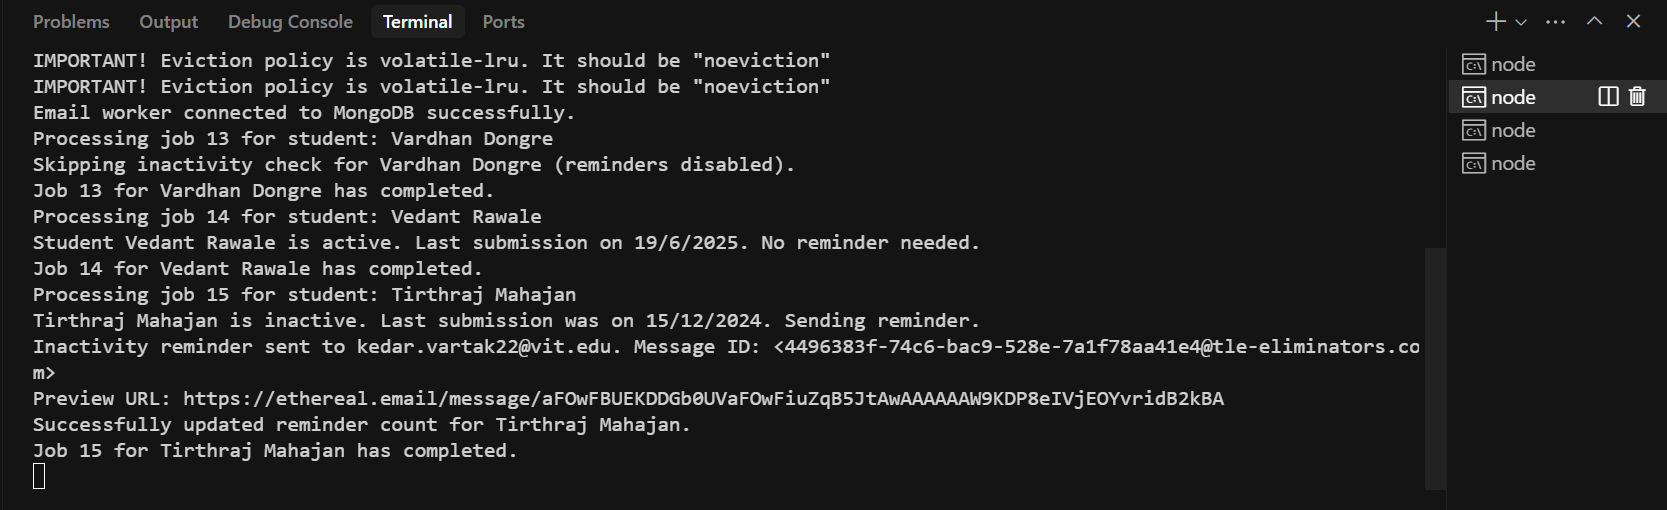 Problems Output Debug Console Terminal Ports
IMPORTANT! Eviction policy is volatile-lru. It should be "noeviction"
IMPORTANT! Eviction policy is volatile-lru. It should be "noeviction"
Email worker connected to MongoDB successfully.
Processing job 13 for student: Vardhan Dongre
Skipping inactivity check for Vardhan Dongre (reminders disabled).
Job 13 for Vardhan Dongre has completed.
Processing job 14 for student: Vedant Rawale
Student Vedant Rawale is active. Last submission on 19/6/2025. No reminder needed.
Job 14 for Vedant Rawale has completed.
Processing job 15 for student: Tirthraj Mahajan
Tirthraj Mahajan is inactive. Last submission was on 15/12/2024. Sending reminder.
Inactivity reminder sent to kedar.vartak22@vit.edu. Message ID: <4496383f-74c6-bac9-528e-7a1f78aa41e4@tle-eliminators.co
m>
Preview URL: https://ethereal.email/message/aFOwFBUEKDDGb0UVaFOwFiuZqB5JtAwAAAAAAW9KDP8eIVjEOYvridB2kBA
Successfully updated reminder count for Tirthraj Mahajan.
Job 15 for Tirthraj Mahajan has completed.
node
node
node
node